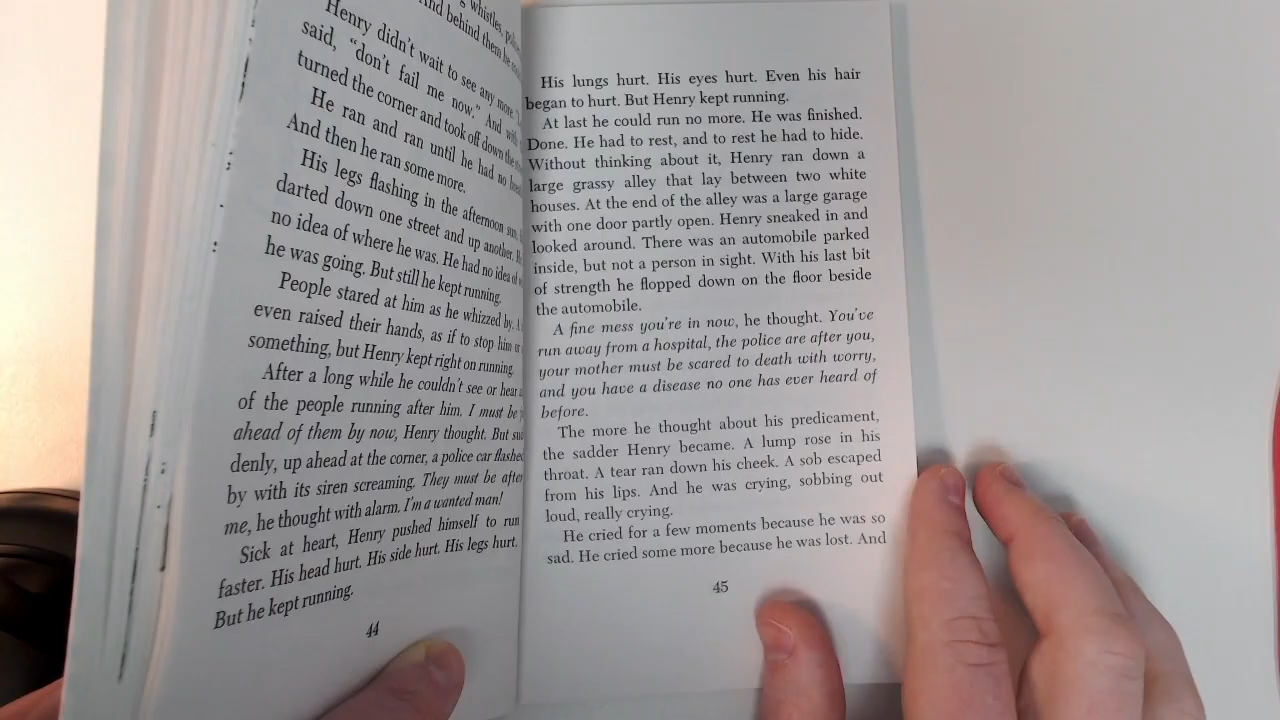 g whistles, poli
And behind them he cou
Henry didn't wait to see any more.
said, "don't fail me now." And with
turned the corner and took off down the
He ran and ran until he had no
And then he ran some more.
His legs flashing in the afternoon sun,
darted down one street and up another. He
no idea of where he was. He had no idea of
he was going. But still he kept running.
People stared at him as he whizzed by. A
even raised their hands, as if to stop him or
something, but Henry kept right on running.
After a long while he couldn't see or hear
of the people running after him. I must be
ahead of them by now, Henry thought. But sud
denly, up ahead at the corner, a police car flashed
by with its siren screaming. They must be after
me, he thought with alarm. I'm a wanted man!
Sick at heart, Henry pushed himself to run
faster. His head hurt. His side hurt. His legs hurt.
But he kept running.
44
His lungs hurt. His eyes hurt. Even his hair
began to hurt. But Henry kept running.
At last he could run no more. He was finished.
Done. He had to rest, and to rest he had to hide.
Without thinking about it, Henry ran down a
large grassy alley that lay between two white
houses. At the end of the alley was a large garage
with one door partly open. Henry sneaked in and
looked around. There was an automobile parked
inside, but not a person in sight. With his last bit
of strength he flopped down on the floor beside
the automobile.
A fine mess you're in now, he thought. You've
run away from a hospital, the police are after you,
your mother must be scared to death with worry,
and you have a disease no one has ever heard of
before.
The more he thought about his predicament,
the sadder Henry became. A lump rose in his
throat. A tear ran down his cheek. A sob escaped
from his lips. And he was crying, sobbing out
loud, really crying.
He cried for a few moments because he was so
sad. He cried some more because he was lost. And
45